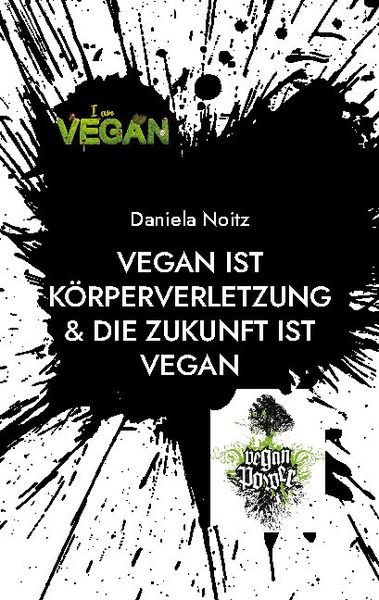 I am
VEGAN
Daniela Noitz
VEGAN IST
KÖRPERVERLETZUNG
& DIE ZUKUNFT IST
VEGAN
vegan
Power